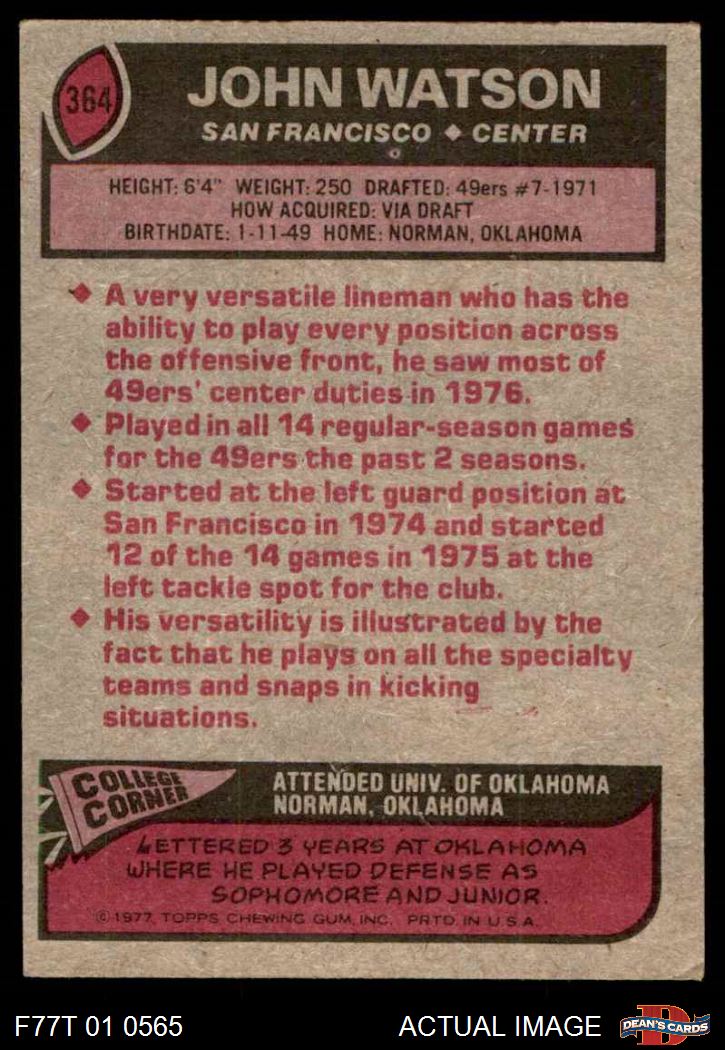 364
JOHN WATSON
SAN FRANCISCO ◆ CENTER
HEIGHT: 6'4" WEIGHT: 250 DRAFTED: 49ers #7-1971
HOW ACQUIRED: VIA DRAFT
BIRTHDATE: 1-11-49 HOME: NORMAN, OKLAHOMA
◆ A very versatile lineman who has the
ability to play every position across
the offensive front, he saw most of
49ers' center duties in 1976.
◆ Played in all 14 regular-season games
for the 49ers the past 2 seasons.
◆ Started at the left guard position at
San Francisco in 1974 and started
12 of the 14 games in 1975 at the
left tackle spot for the club.
◆ His versatility is illustrated by the
fact that he plays on all the specialty
teams and snaps in kicking
situations.
COLLEGE
CORNER
ATTENDED UNIV. OF OKLAHOMA
NORMAN, OKLAHOMA
LETTERED 3 YEARS AT OKLAHOMA
WHERE HE PLAYED DEFENSE AS
SOPHOMORE AND JUNIOR.
© 1977 TOPPS CHEWING GUM, INC. PRTD. IN U.S.A.
F77T 01 0565
ACTUAL IMAGE
D
DEAN'S CARDS